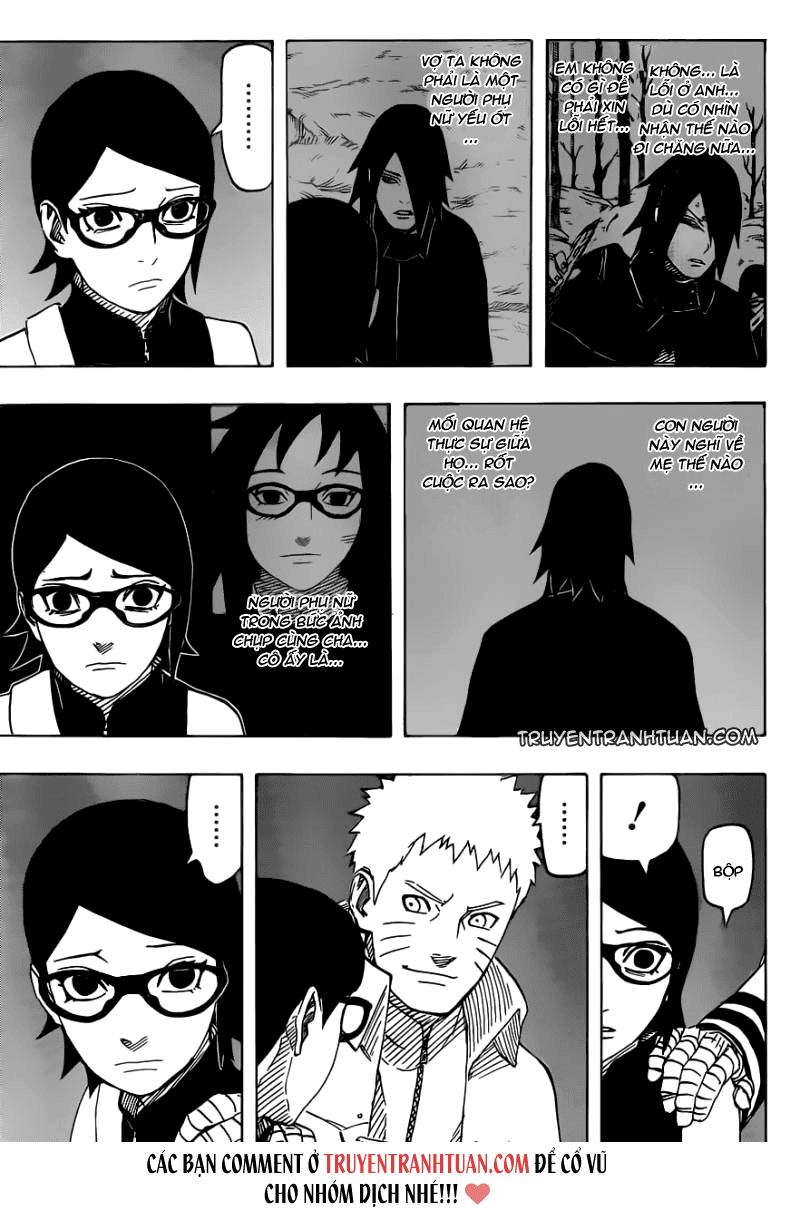 KHÔNG... LÀ
LỖI Ở ANH...
DÙ CÓ NHÌN
NHẬN THẾ NÀO
ĐI CHĂNG NỮA...
EM KHÔNG
CÓ GÌ ĐỂ
PHẢI XIN
LỖI HẾT...
VỢ TA KHÔNG
PHẢI LÀ MỘT
NGƯỜI PHỤ
NỮ YẾU ỚT
...
.........
CON NGƯỜI
NÀY NGHĨ VỀ
MẸ THẾ NÀO
...
MỐI QUAN HỆ
THỰC SỰ GIỮA
HỌ... RỐT
CUỘC RA SAO?
TRUYENTRANHTUAN.COM
NGƯỜI PHỤ NỮ
TRONG BỨC ẢNH
CHỤP CÙNG CHA...
CÔ ẤY LÀ...
BỘP
!
......
......
CÁC BẠN COMMENT Ở TRUYENTRANHTUAN.COM ĐỂ CỔ VŨ
CHO NHÓM DỊCH NHÉ!!! ❤